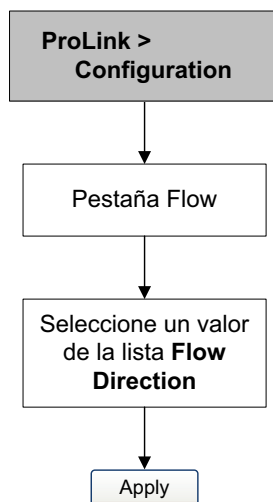 ProLink >
Configuration
Pestaña Flow
Seleccione un valor
de la lista Flow
Direction
Apply